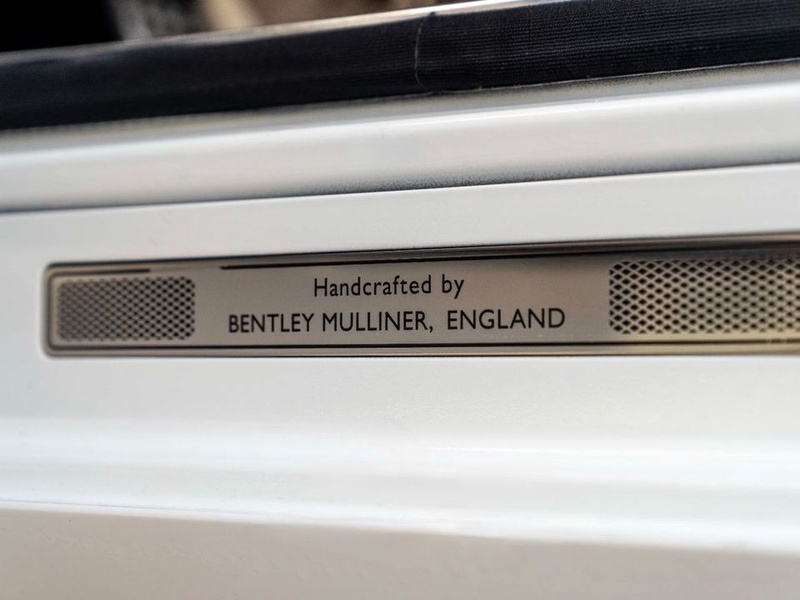 Handcrafted by
BENTLEY MULLINER, ENGLAND